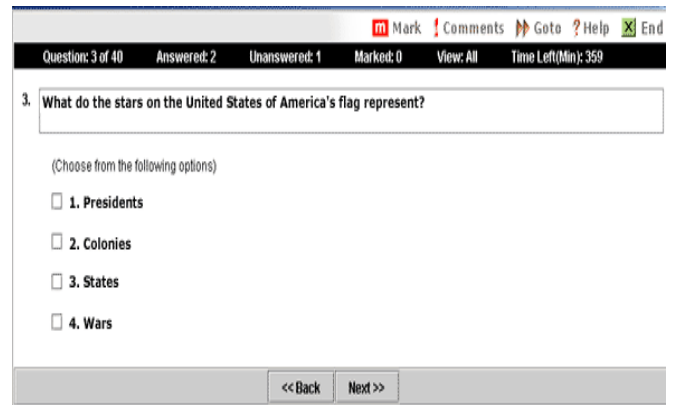 m Mark ! Comments Goto ? Help X End
Question: 3 of 40 Answered: 2 Unanswered: 1 Marked: 0 View: All Time Left(Min): 359
3. What do the stars on the United States of America's flag represent?
(Choose from the following options)
1. Presidents
2. Colonies
3. States
4. Wars
<< Back Next >>